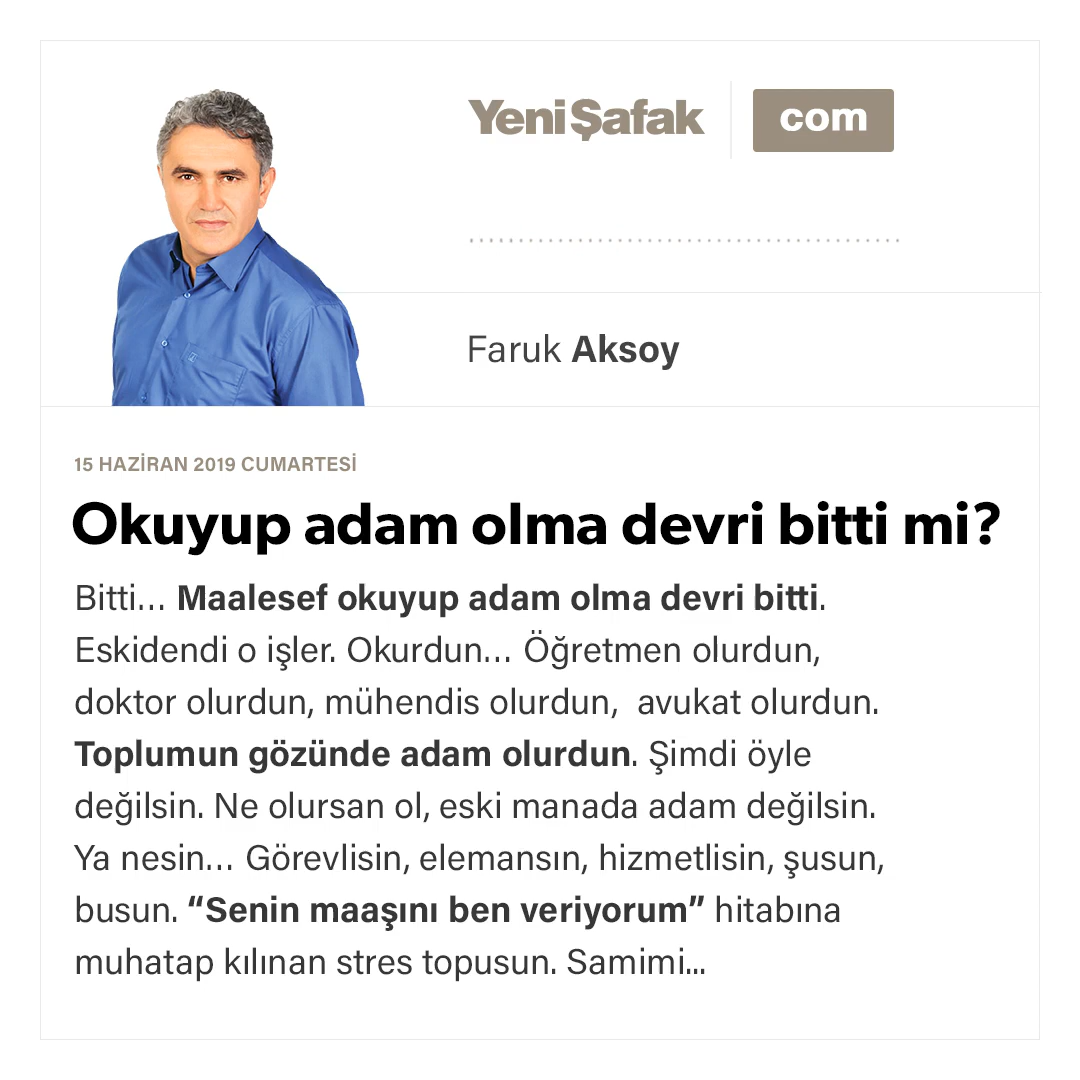 YeniŞafak com
Faruk Aksoy
15 HAZİRAN 2019 CUMARTESİ
Okuyup adam olma devri bitti mi?
Bitti… Maalesef okuyup adam olma devri bitti.
Eskidendi o işler. Okurdun… Öğretmen olurdun,
doktor olurdun, mühendis olurdun,  avukat olurdun.
Toplumun gözünde adam olurdun. Şimdi öyle
değilsin. Ne olursan ol, eski manada adam değilsin.
Ya nesin… Görevlisin, elemansın, hizmetlisin, şusun,
busun. “Senin maaşını ben veriyorum” hitabına
muhatap kılınan stres topusun. Samimi...